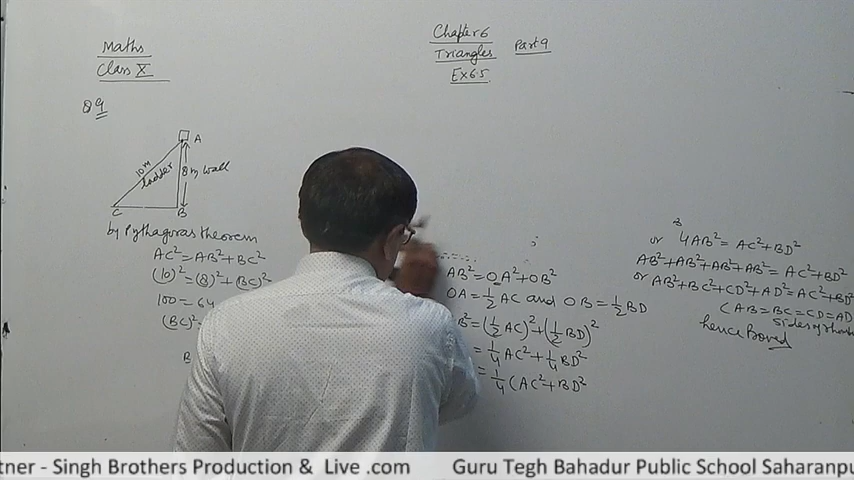 Maths
Class X
Chapter 6
Triangles Part 9
Ex 6.5
Q 9
A
10 m
ladder
8 m wall
C B
by Pythagoras theorem
AC² = AB² + BC²
(10)² = (8)² + (BC)²
100 = 64
(BC)²
B
AB² = OA² + OB²
OA = 1/2 AC and OB = 1/2 BD
B² = (1/2 AC)² + (1/2 BD)²
= 1/4 AC² + 1/4 BD²
= 1/4 (AC² + BD²
or 4AB² = AC² + BD²
AB² + AB² + AB² + AB² = AC² + BD²
or AB² + BC² + CD² + AD² = AC² + BD²
(AB = BC = CD = AD
sides of rhomb
hence Proved
tner - Singh Brothers Production & Live .com Guru Tegh Bahadur Public School Saharanpu